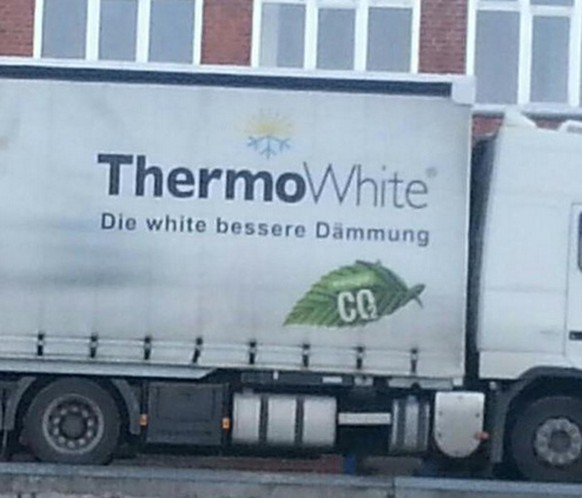 ThermoWhite®
Die white bessere Dämmung
CO₂